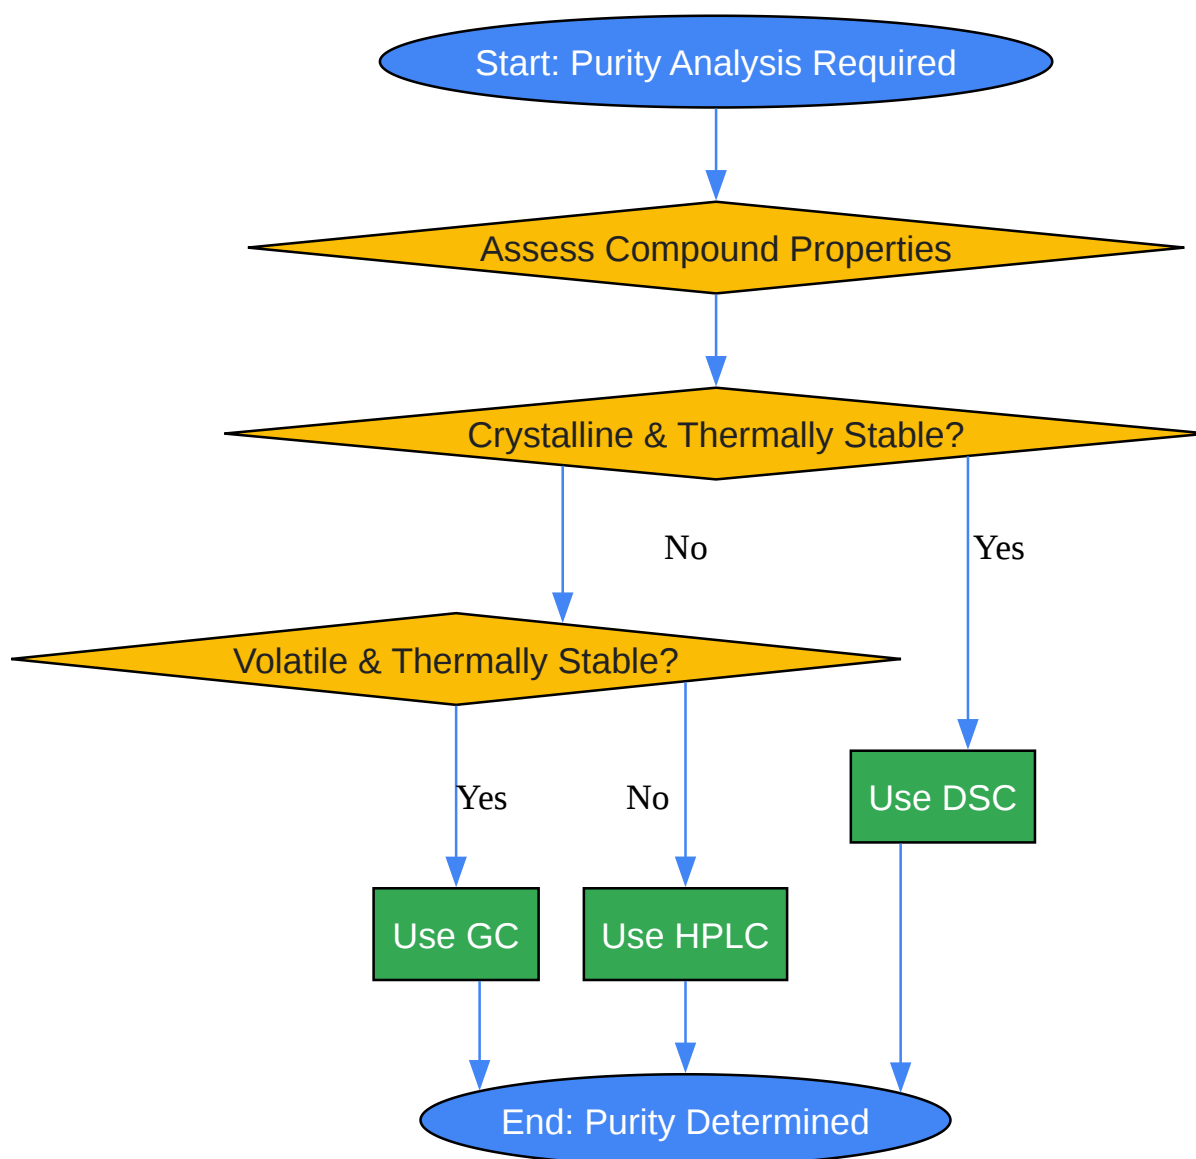 Start: Purity Analysis Required
Assess Compound Properties
Crystalline & Thermally Stable?
No
Yes
Volatile & Thermally Stable?
Yes
No
Use DSC
Use GC
Use HPLC
End: Purity Determined